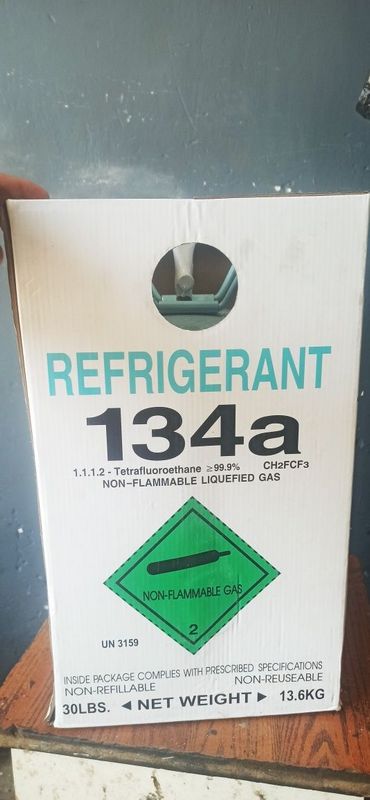 REFRIGERANT
134a
1.1.1.2 - Tetrafluoroethane ≥99.9% CH2FCF3
NON-FLAMMABLE LIQUEFIED GAS
NON-FLAMMABLE GAS
2
UN 3159
INSIDE PACKAGE COMPLIES WITH PRESCRIBED SPECIFICATIONS
NON-REFILLABLE NON-REUSEABLE
30LBS. ◄ NET WEIGHT ► 13.6KG